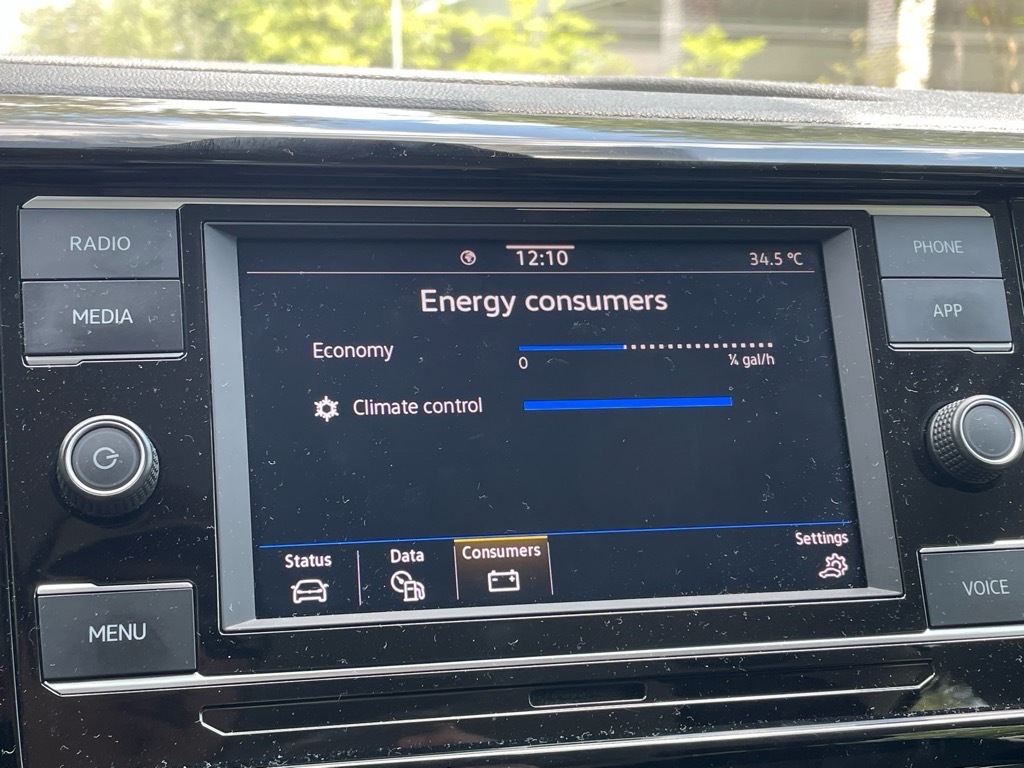 RADIO
MEDIA
MENU
12:10
34.5 °C
Energy consumers
Economy
0
¼ gal/h
Climate control
Status
Data
Consumers
Settings
PHONE
APP
VOICE